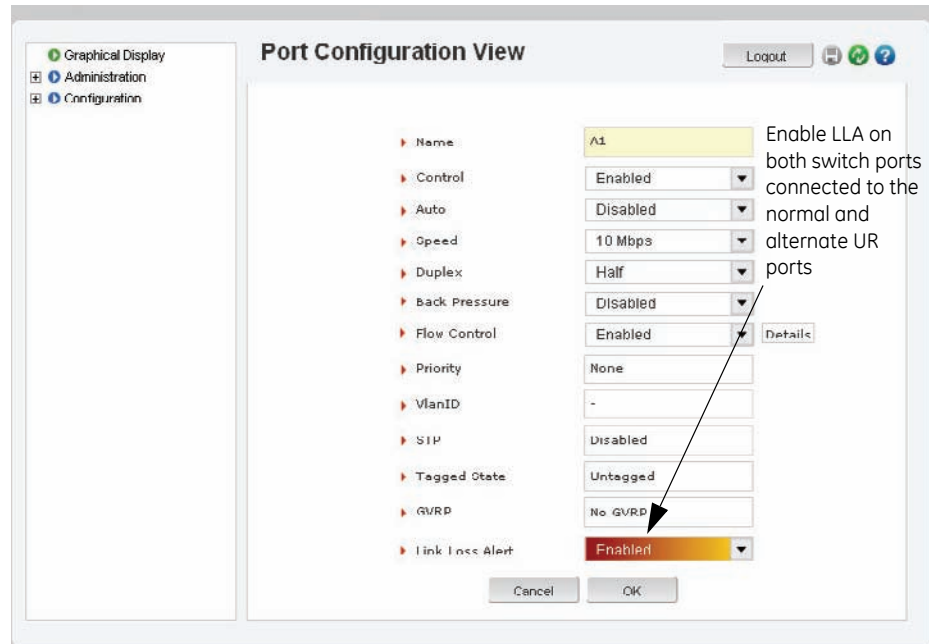 Graphical Display
Administration
Configuration
Port Configuration View
Logout
Name A1
Control Enabled
Auto Disabled
Speed 10 Mbps
Duplex Half
Back Pressure Disabled
Flow Control Enabled Details
Priority None
VlanID -
STP Disabled
Tagged State Untagged
GVRP No GVRP
Link Loss Alert Enabled
Cancel OK
Enable LLA on
both switch ports
connected to the
normal and
alternate UR
ports